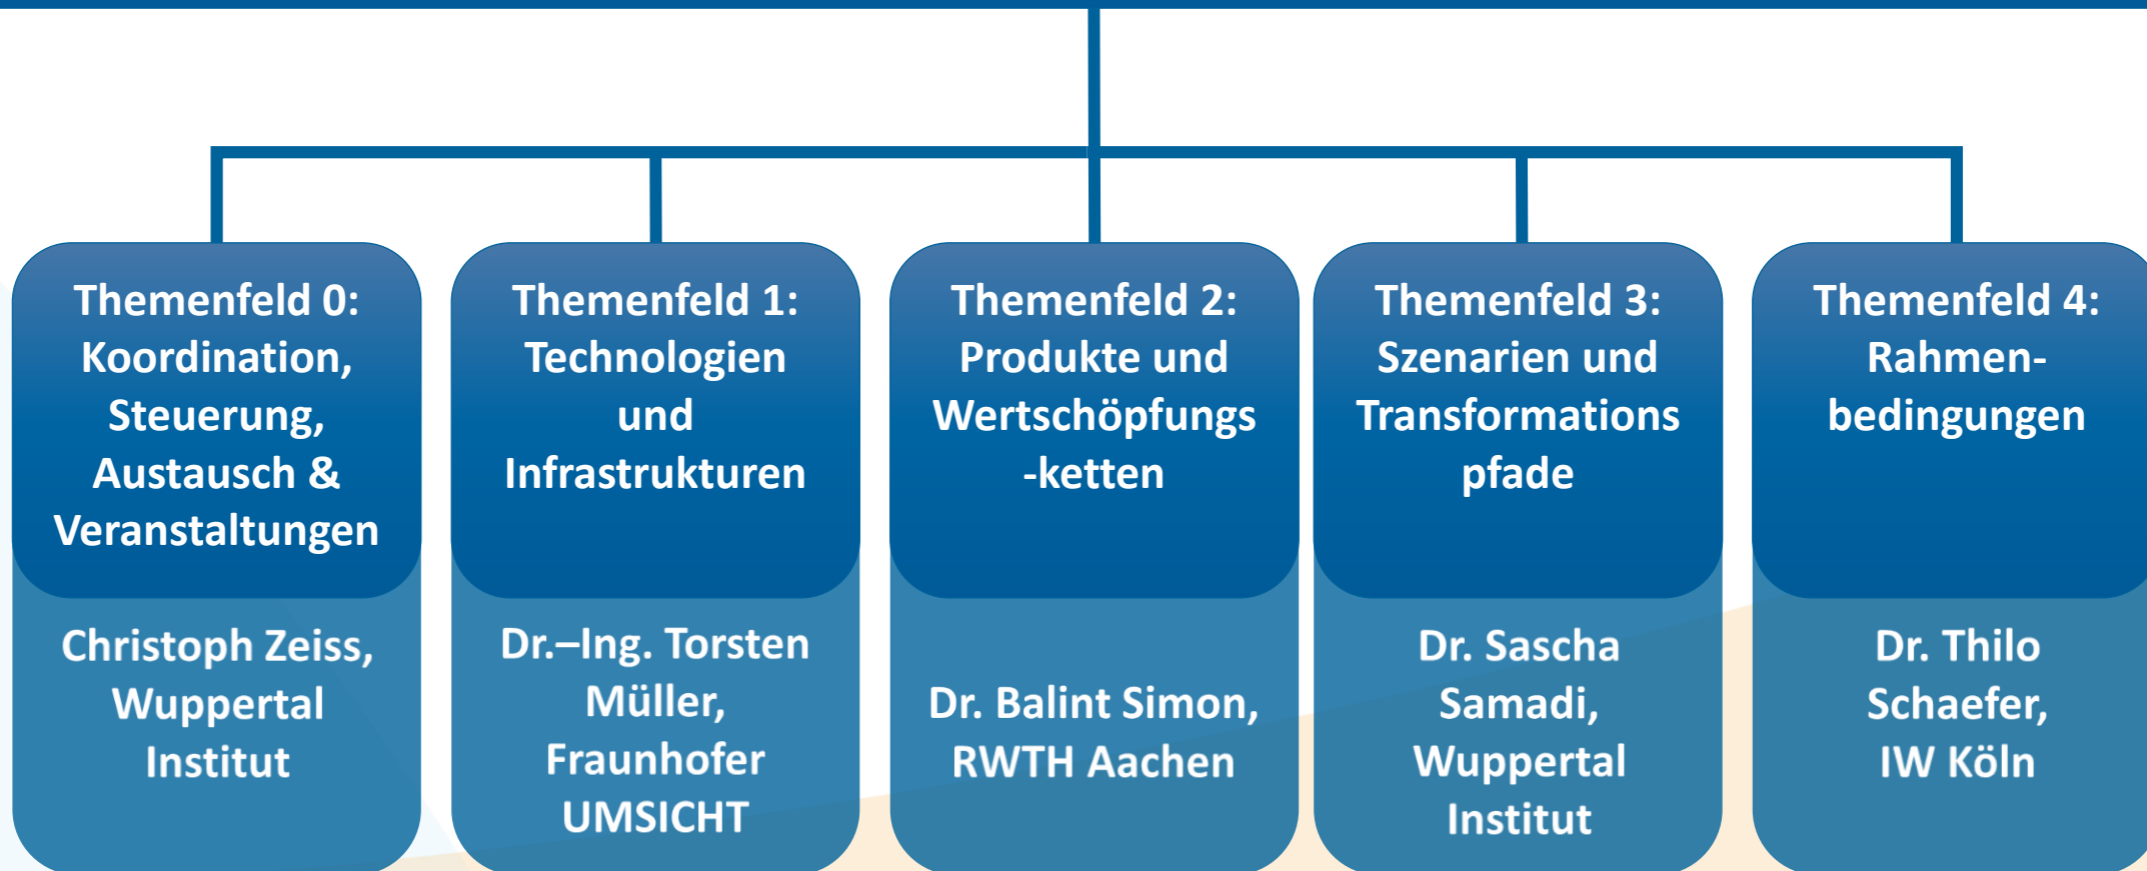 Themenfeld 0:
Koordination,
Steuerung,
Austausch &
Veranstaltungen
Christoph Zeiss,
Wuppertal
Institut
Themenfeld 1:
Technologien
und
Infrastrukturen
Dr.–Ing. Torsten
Müller,
Fraunhofer
UMSICHT
Themenfeld 2:
Produkte und
Wertschöpfungs
-ketten
Dr. Balint Simon,
RWTH Aachen
Themenfeld 3:
Szenarien und
Transformations
pfade
Dr. Sascha
Samadi,
Wuppertal
Institut
Themenfeld 4:
Rahmen-
bedingungen
Dr. Thilo
Schaefer,
IW Köln